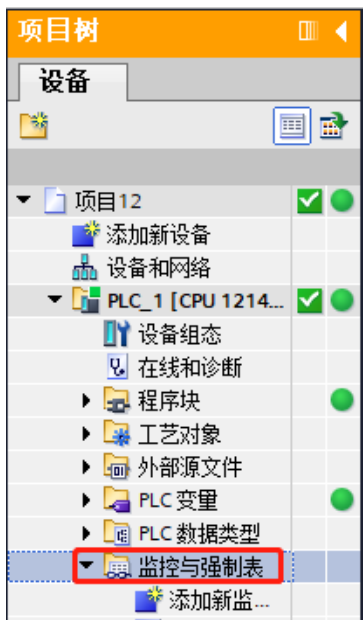 项目树
设备
项目12
添加新设备
设备和网络
PLC_1 [CPU 1214...
设备组态
在线和诊断
程序块
工艺对象
外部源文件
PLC 变量
PLC 数据类型
监控与强制表
添加新监...